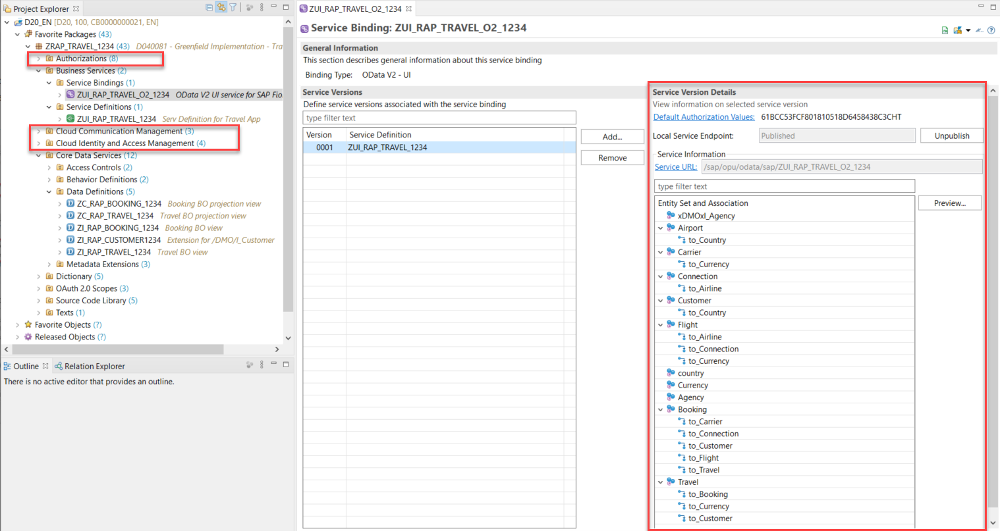 Project Explorer
D20_EN [D20, 100, CB0000000021, EN]
Favorite Packages (43)
ZRAP_TRAVEL_1234 (43) D040081 - Greenfield Implementation - Tra
Authorizations (8)
Business Services (2)
Service Bindings (1)
ZUI_RAP_TRAVEL_O2_1234 OData V2 UI service for SAP Fio
Service Definitions (1)
ZUI_RAP_TRAVEL_1234 Serv Definition for Travel App
Cloud Communication Management (3)
Cloud Identity and Access Management (4)
Core Data Services (12)
Access Controls (2)
Behavior Definitions (2)
Data Definitions (5)
ZC_RAP_BOOKING_1234 Booking BO projection view
ZC_RAP_TRAVEL_1234 Travel BO projection view
ZI_RAP_BOOKING_1234 Booking BO view
ZI_RAP_CUSTOMER1234 Extension for /DMO/I_Customer
ZI_RAP_TRAVEL_1234 Travel BO view
Metadata Extensions (3)
Dictionary (5)
OAuth 2.0 Scopes (3)
Source Code Library (5)
Texts (1)
Favorite Objects (?)
Released Objects (?)
Outline
Relation Explorer
There is no active editor that provides an outline.
ZUI_RAP_TRAVEL_O2_1234
Service Binding: ZUI_RAP_TRAVEL_O2_1234
General Information
This section describes general information about this service binding
Binding Type: OData V2 - UI
Service Versions
Define service versions associated with the service binding
type filter text
Version Service Definition
0001 ZUI_RAP_TRAVEL_1234
Add...
Remove
Service Version Details
View information on selected service version
Default Authorization Values: 61BCC53FCF801810518D6458438C3CHT
Local Service Endpoint: Published Unpublish
Service Information
Service URL: /sap/opu/odata/sap/ZUI_RAP_TRAVEL_O2_1234
type filter text
Entity Set and Association
Preview...
xDMOxI_Agency
Airport
to_Country
Carrier
to_Currency
Connection
to_Airline
Customer
to_Country
Flight
to_Airline
to_Connection
to_Currency
country
Currency
Agency
Booking
to_Carrier
to_Connection
to_Customer
to_Flight
to_Travel
Travel
to_Booking
to_Currency
to_Customer